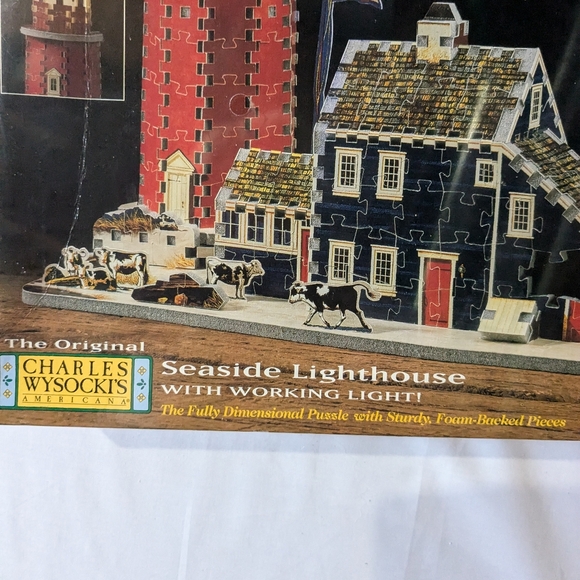 The Original
CHARLES
WYSOCKI'S
AMERICANA®
Seaside Lighthouse
WITH WORKING LIGHT!
The Fully Dimensional Puzzle with Sturdy, Foam-Backed Pieces